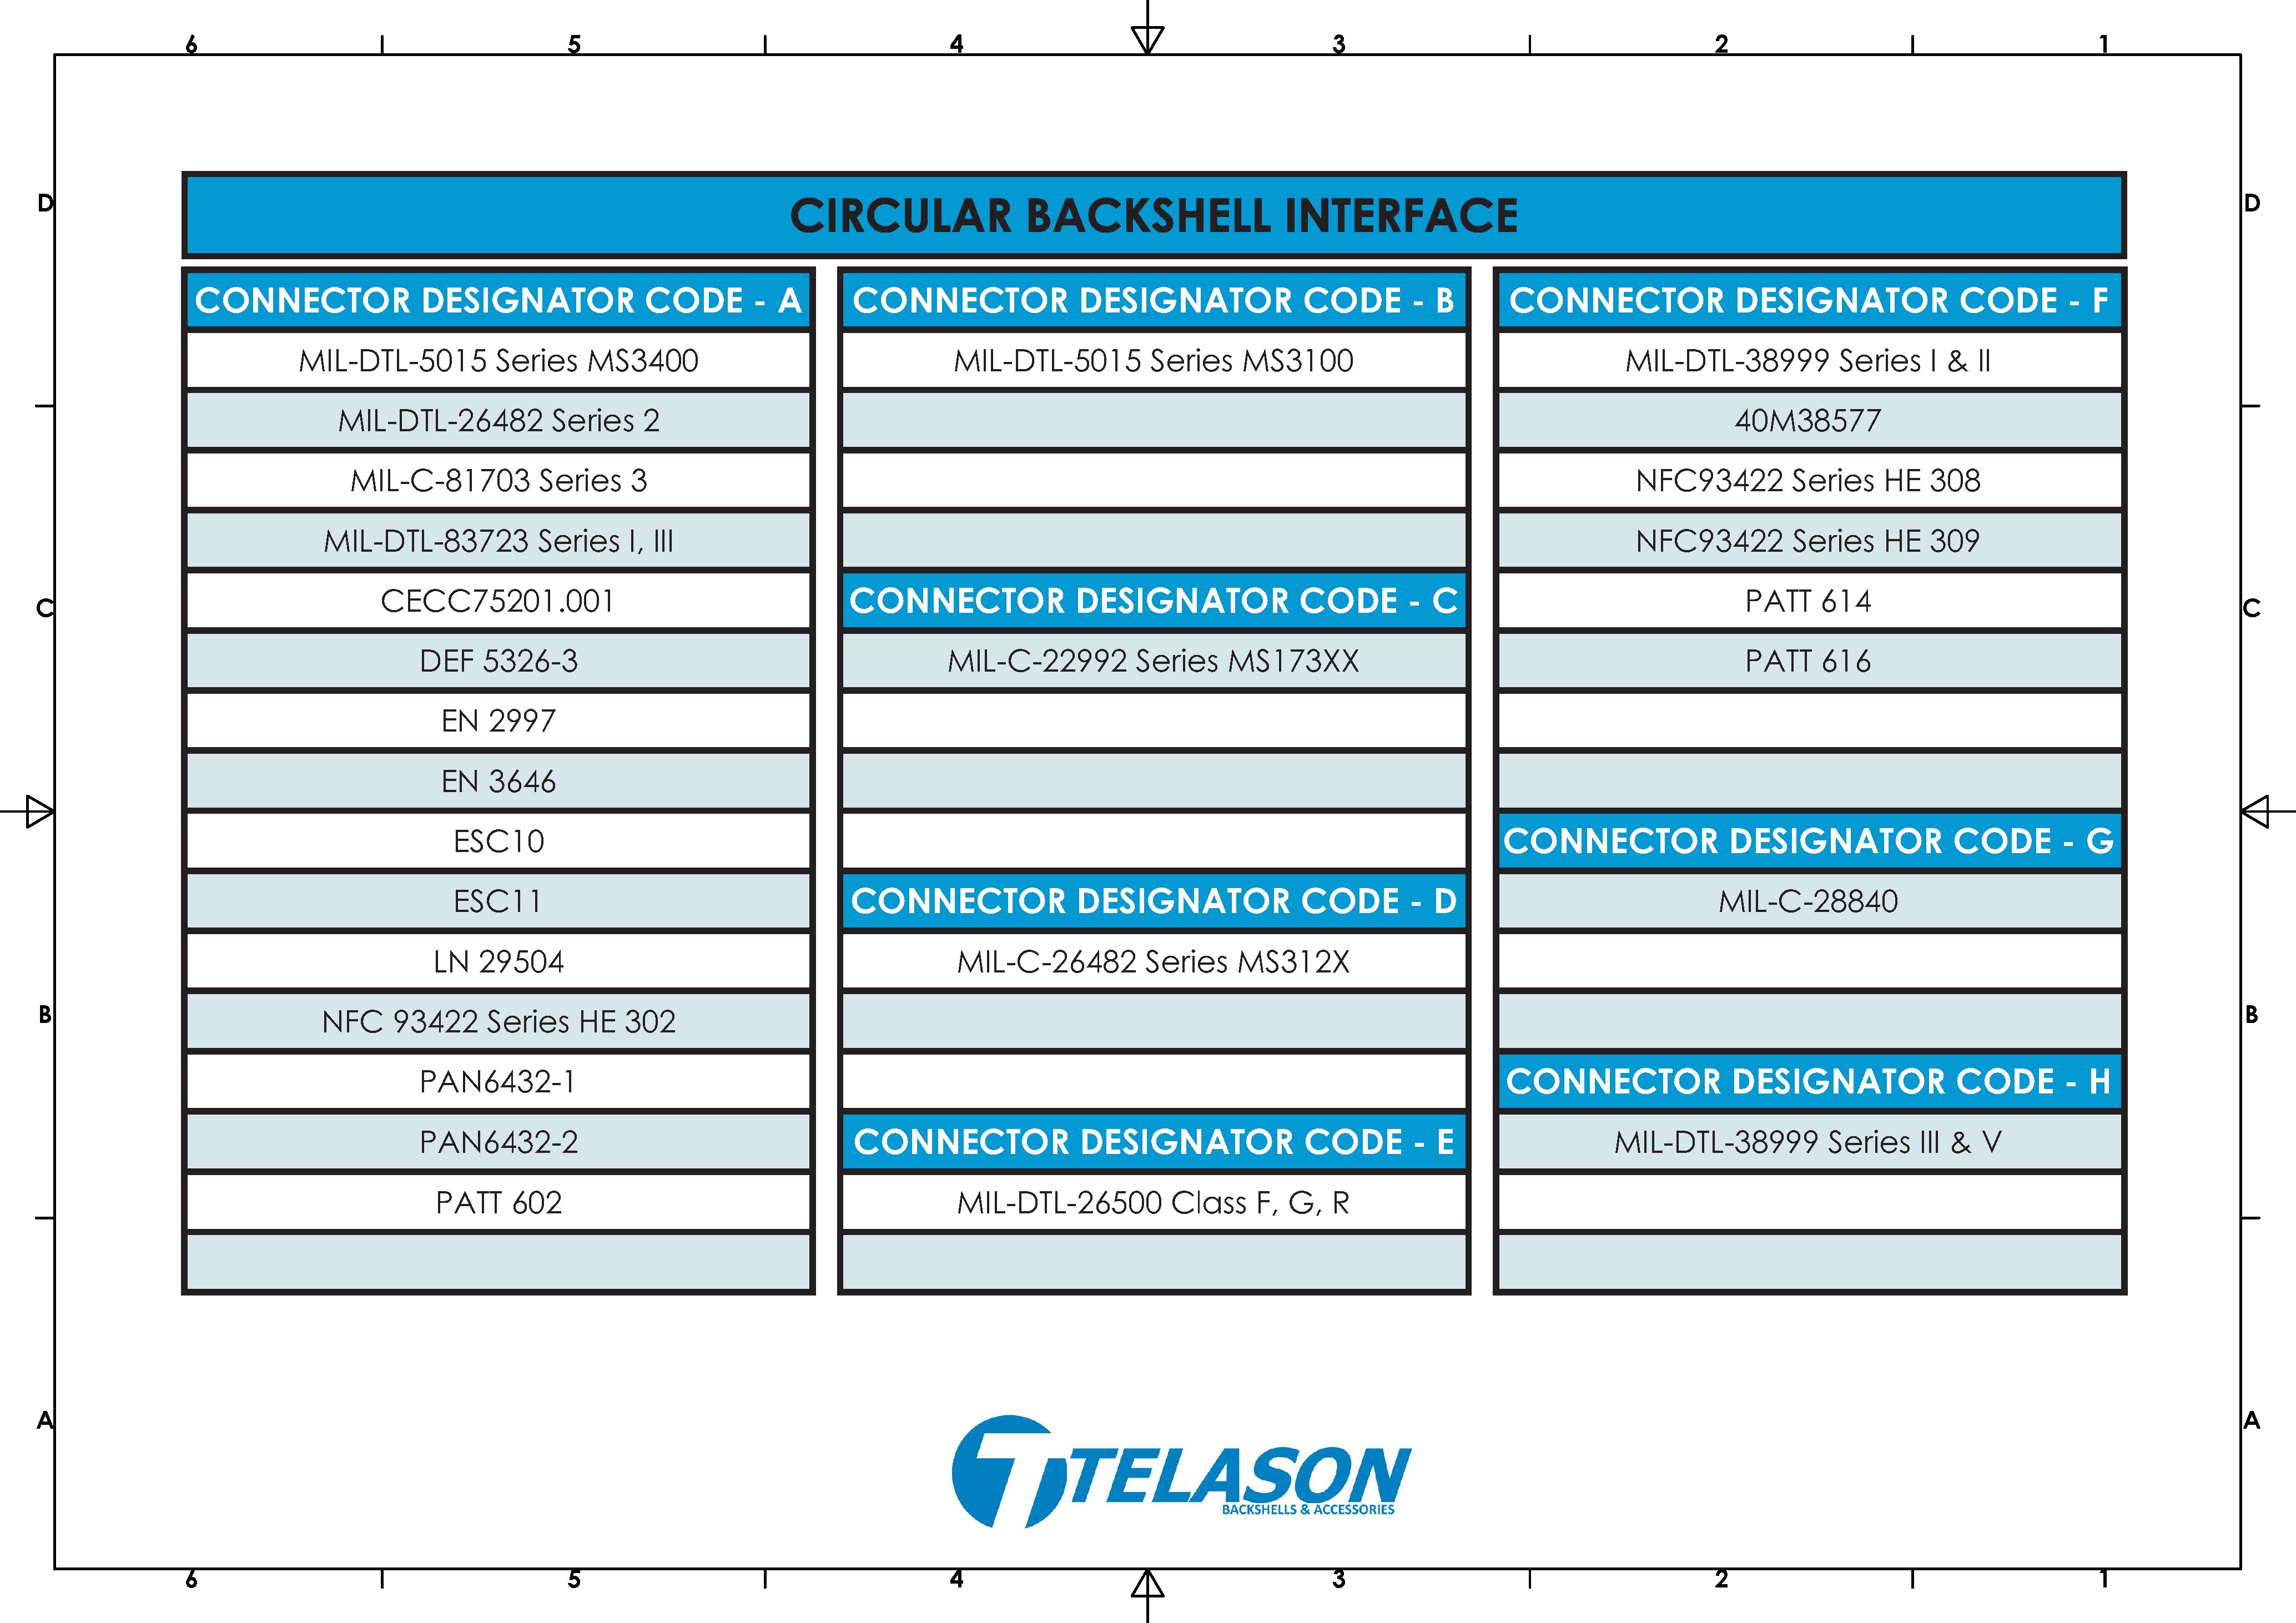 6 5 4 3 2 1
D D
CIRCULAR BACKSHELL INTERFACE
CONNECTOR DESIGNATOR CODE - A
MIL-DTL-5015 Series MS3400
MIL-DTL-26482 Series 2
MIL-C-81703 Series 3
MIL-DTL-83723 Series I, III
CECC75201.001
DEF 5326-3
EN 2997
EN 3646
ESC10
ESC11
LN 29504
NFC 93422 Series HE 302
PAN6432-1
PAN6432-2
PATT 602
CONNECTOR DESIGNATOR CODE - B
MIL-DTL-5015 Series MS3100
CONNECTOR DESIGNATOR CODE - C
MIL-C-22992 Series MS173XX
CONNECTOR DESIGNATOR CODE - D
MIL-C-26482 Series MS312X
CONNECTOR DESIGNATOR CODE - E
MIL-DTL-26500 Class F, G, R
CONNECTOR DESIGNATOR CODE - F
MIL-DTL-38999 Series I & II
40M38577
NFC93422 Series HE 308
NFC93422 Series HE 309
PATT 614
PATT 616
CONNECTOR DESIGNATOR CODE - G
MIL-C-28840
CONNECTOR DESIGNATOR CODE - H
MIL-DTL-38999 Series III & V
C C
B B
A A
TELASON
BACKSHELLS & ACCESSORIES
6 5 4 3 2 1